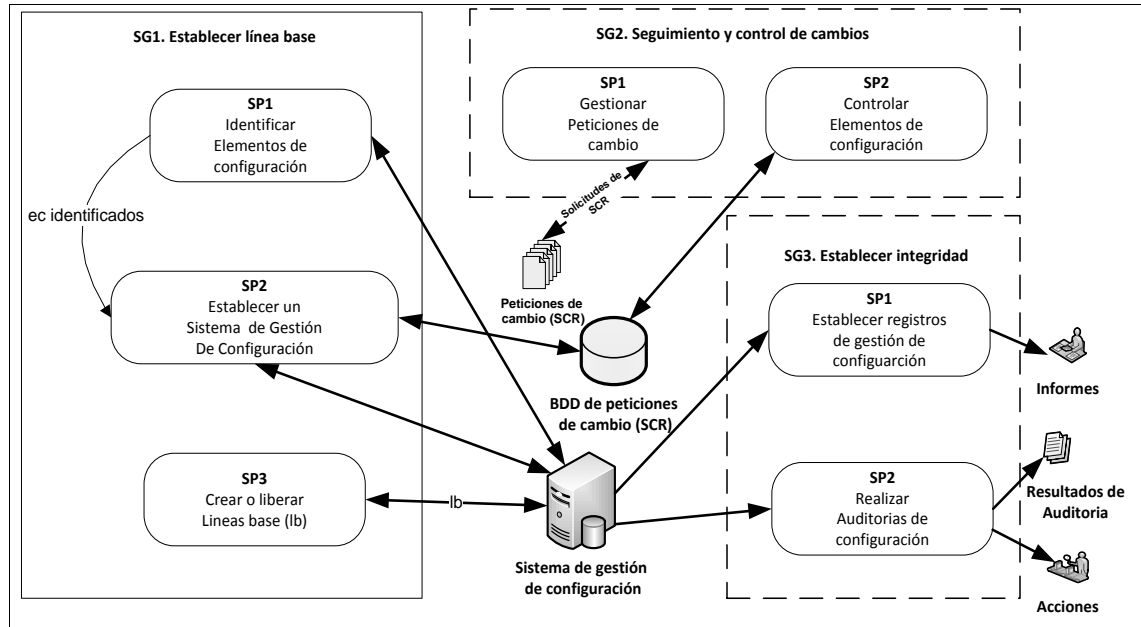 SG1. Establecer línea base
SP1
Identificar
Elementos de
configuración
ec identificados
SP2
Establecer un
Sistema de Gestión
De Configuración
SP3
Crear o liberar
Lineas base (lb)
lb
SG2. Seguimiento y control de cambios
SP1
Gestionar
Peticiones de
cambio
SP2
Controlar
Elementos de
configuración
Solicitudes de
SCR
Peticiones de
cambio (SCR)
BDD de peticiones
de cambio (SCR)
Sistema de gestión
de configuración
SG3. Establecer integridad
SP1
Establecer registros
de gestión de
configuarción
Informes
SP2
Realizar
Auditorias de
configuración
Resultados de
Auditoria
Acciones